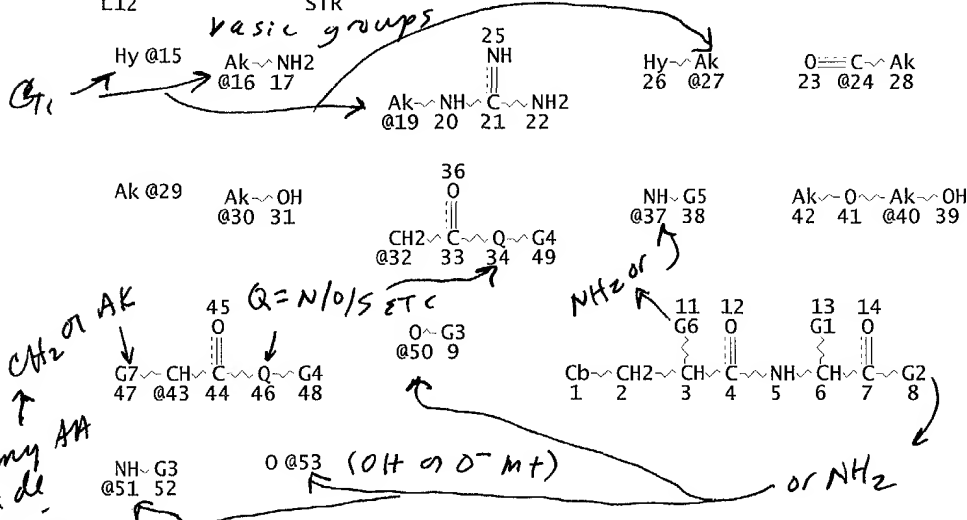 L12 STR
basic groups
25
Hy @15 Ak NH2 NH Hy Ak O C Ak
@16 17 26 @27 23 @24 28
G1
Ak NH C NH2
@19 20 21 22
36
Ak @29 Ak OH O NH G5 Ak O Ak OH
@30 31 @37 38 42 41 @40 39
CH2 C Q G4
@32 33 34 49
NH2 or
Q = N/O/S ETC
CH2 or AK
45 11 12 13 14
O O G3 G6 O G1 O
@50 9
G7 CH C Q G4 Cb CH2 CH C NH CH C G2
47 @43 44 46 48 1 2 3 4 5 6 7 8
any AA
NH G3 O @53 (OH or O- M+) or NH2
@51 52
de